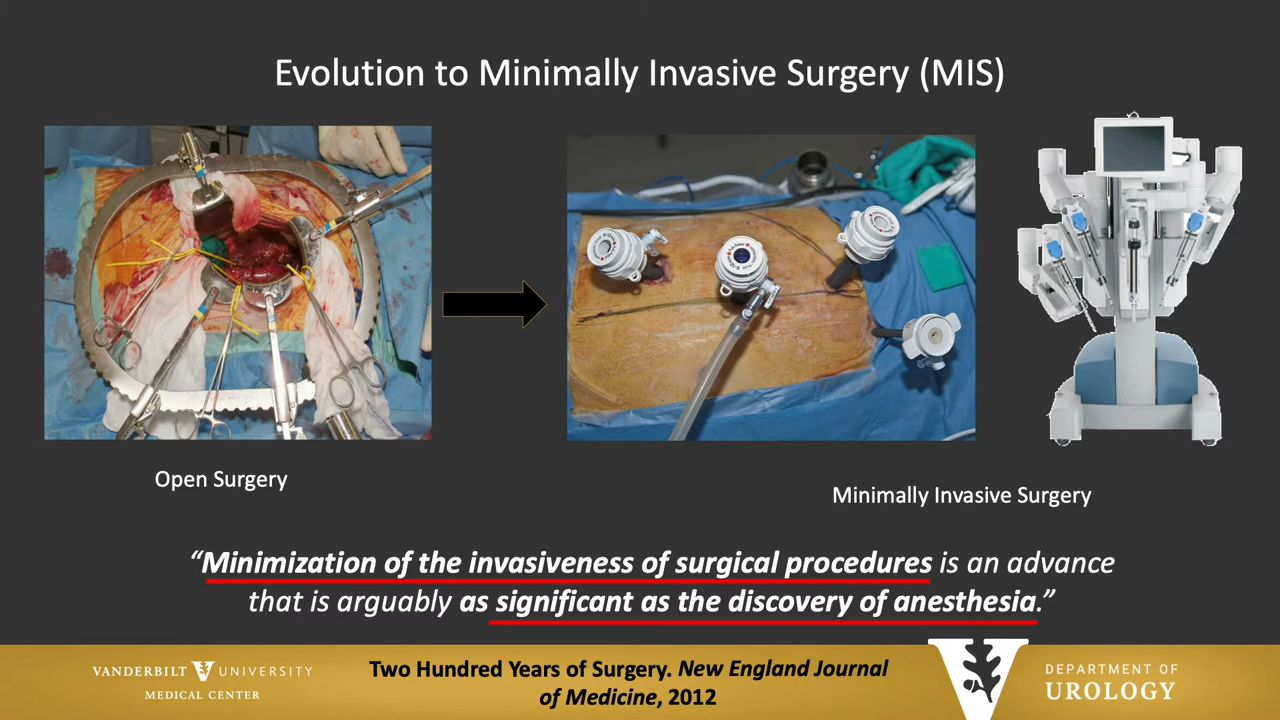 Evolution to Minimally Invasive Surgery (MIS)
Open Surgery
Minimally Invasive Surgery
“Minimization of the invasiveness of surgical procedures is an advance
that is arguably as significant as the discovery of anesthesia.”
VANDERBILT UNIVERSITY
MEDICAL CENTER
Two Hundred Years of Surgery. New England Journal
of Medicine, 2012
DEPARTMENT OF
UROLOGY